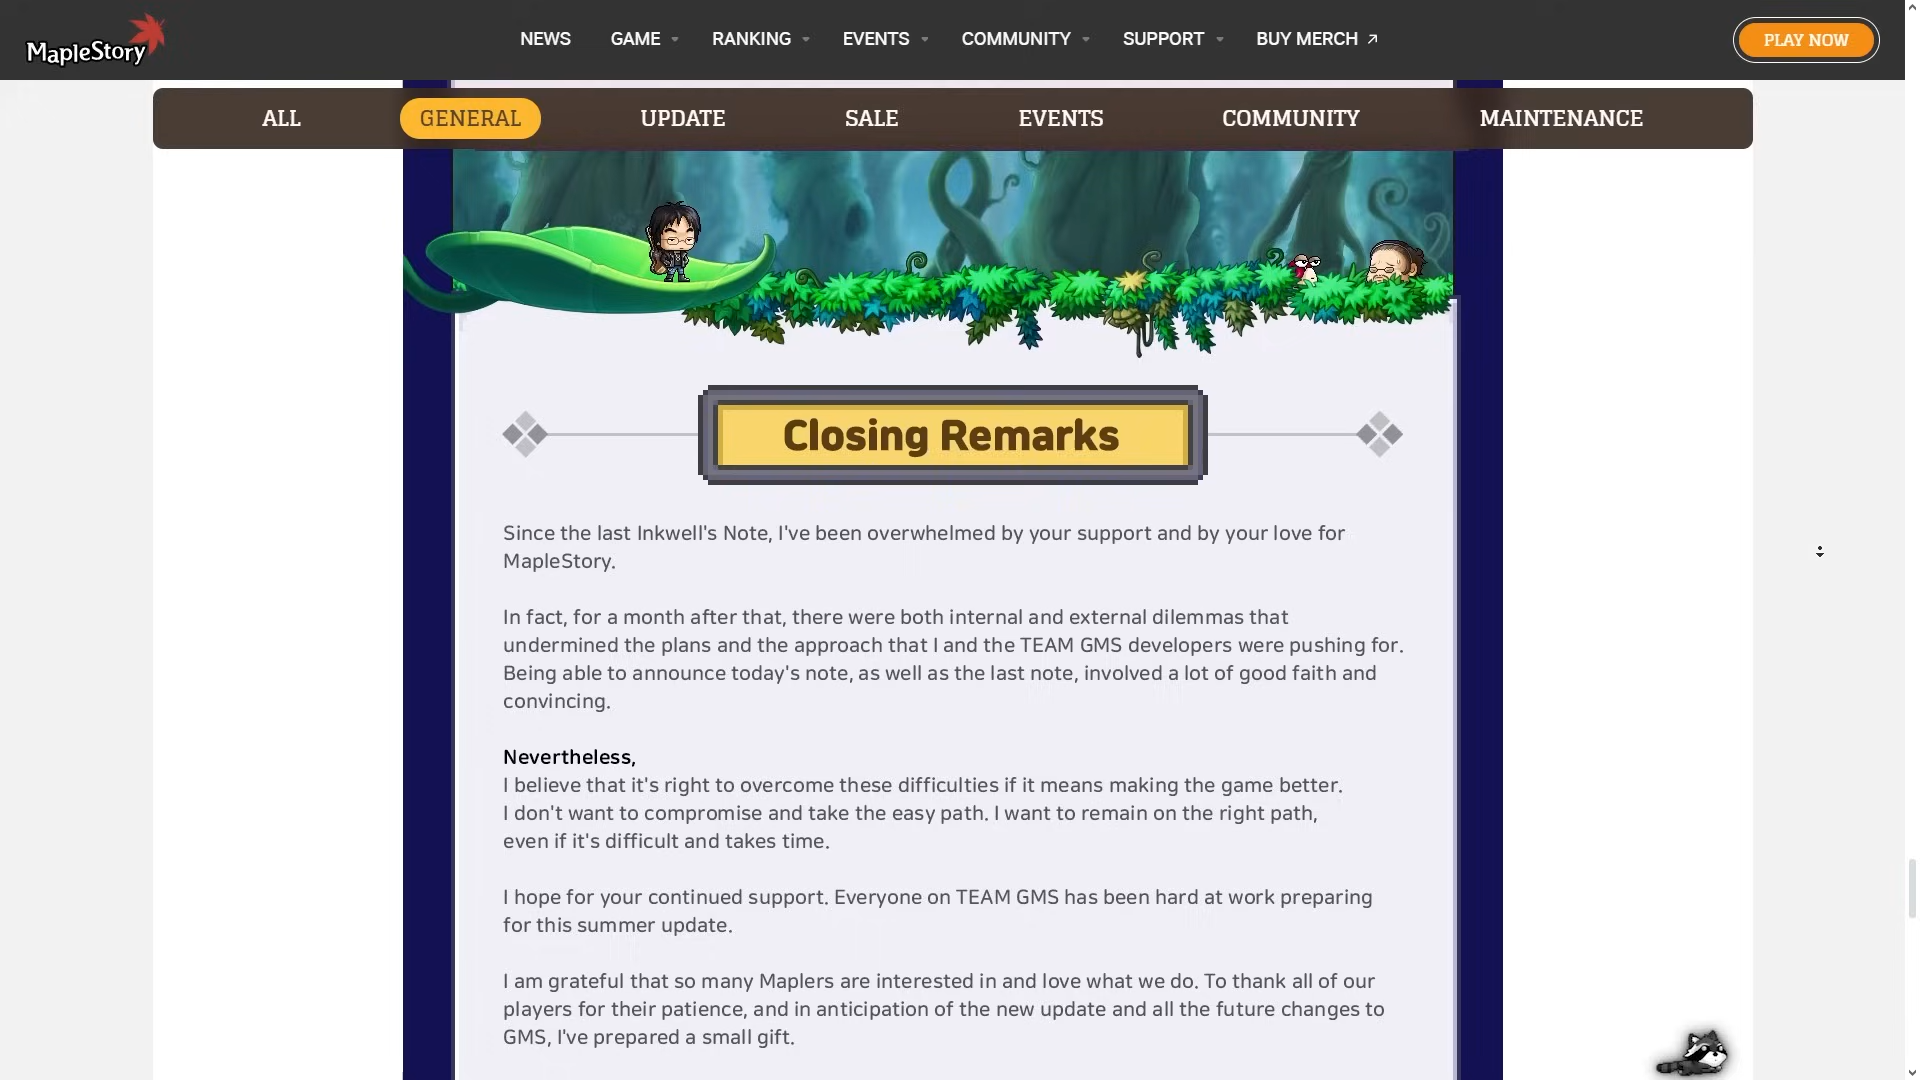 MapleStory
NEWS GAME RANKING EVENTS COMMUNITY SUPPORT BUY MERCH
PLAY NOW
ALL GENERAL UPDATE SALE EVENTS COMMUNITY MAINTENANCE
Closing Remarks
Since the last Inkwell's Note, I've been overwhelmed by your support and by your love for
MapleStory.
In fact, for a month after that, there were both internal and external dilemmas that
undermined the plans and the approach that I and the TEAM GMS developers were pushing for.
Being able to announce today's note, as well as the last note, involved a lot of good faith and
convincing.
Nevertheless,
I believe that it's right to overcome these difficulties if it means making the game better.
I don't want to compromise and take the easy path. I want to remain on the right path,
even if it's difficult and takes time.
I hope for your continued support. Everyone on TEAM GMS has been hard at work preparing
for this summer update.
I am grateful that so many Maplers are interested in and love what we do. To thank all of our
players for their patience, and in anticipation of the new update and all the future changes to
GMS, I've prepared a small gift.